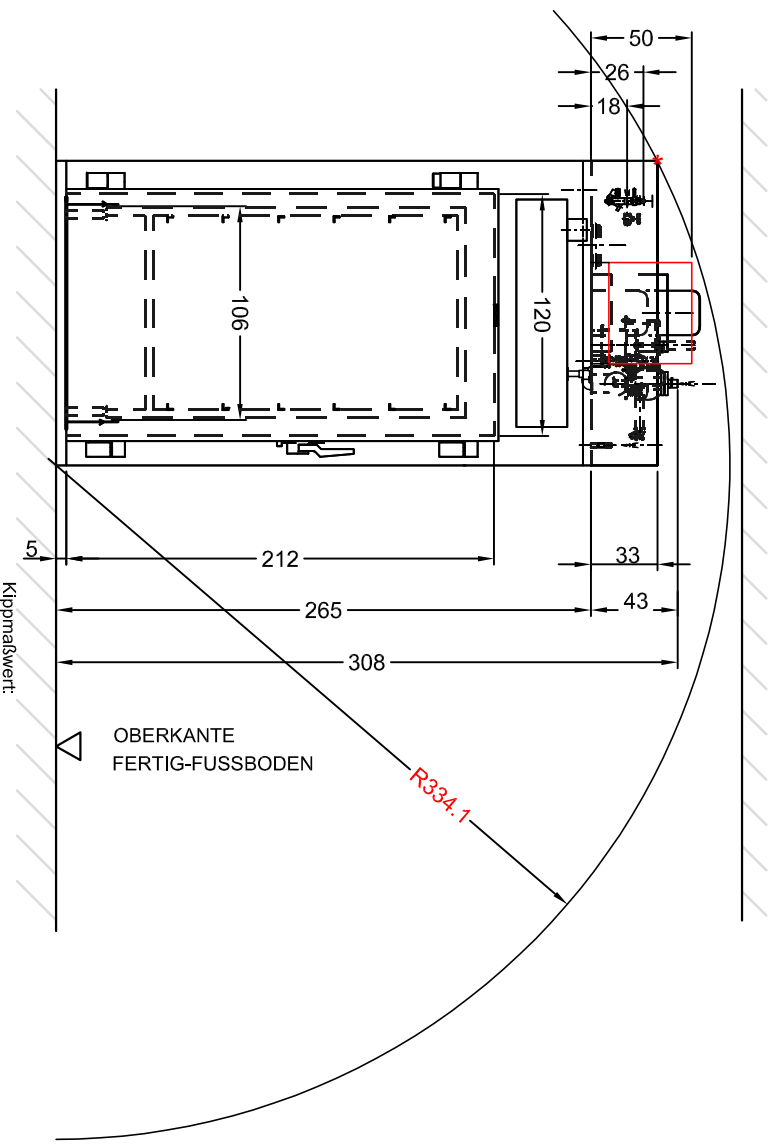 50
26
18
106
120
5
212
33
265
43
308
OBERKANTE
FERTIG-FUSSBODEN
R334.1
Kippmaßwert: